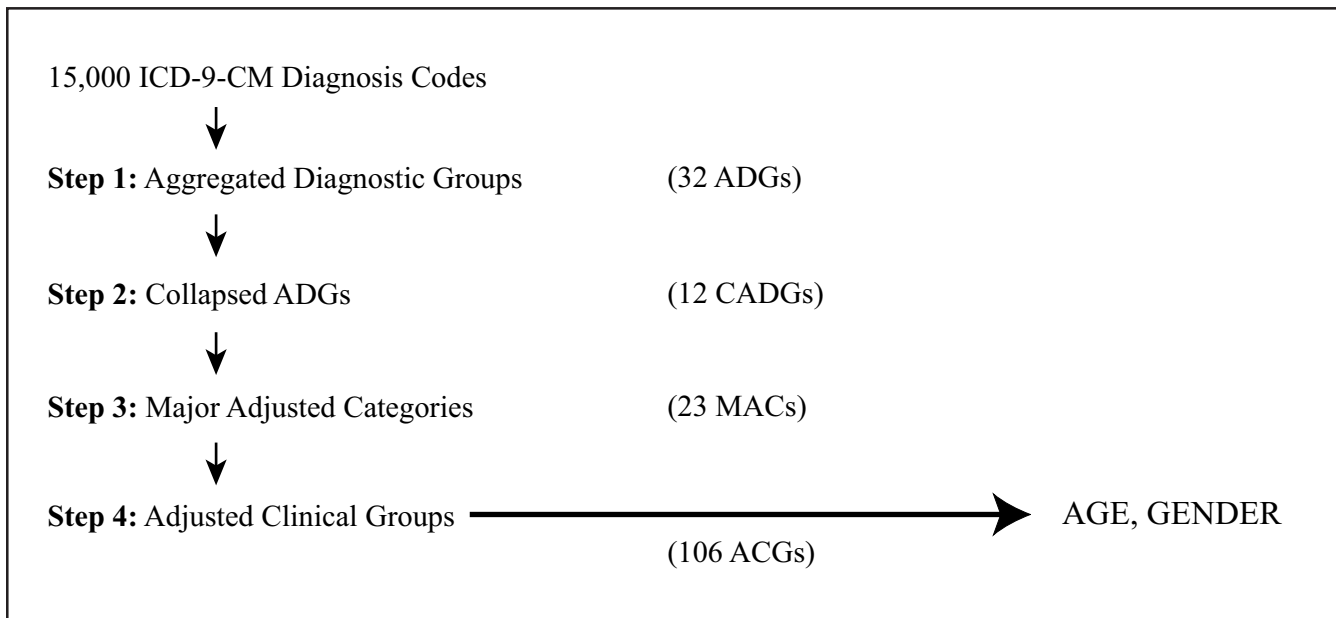 15,000 ICD-9-CM Diagnosis Codes
Step 1: Aggregated Diagnostic Groups (32 ADGs)
Step 2: Collapsed ADGs (12 CADGs)
Step 3: Major Adjusted Categories (23 MACs)
Step 4: Adjusted Clinical Groups AGE, GENDER
(106 ACGs)